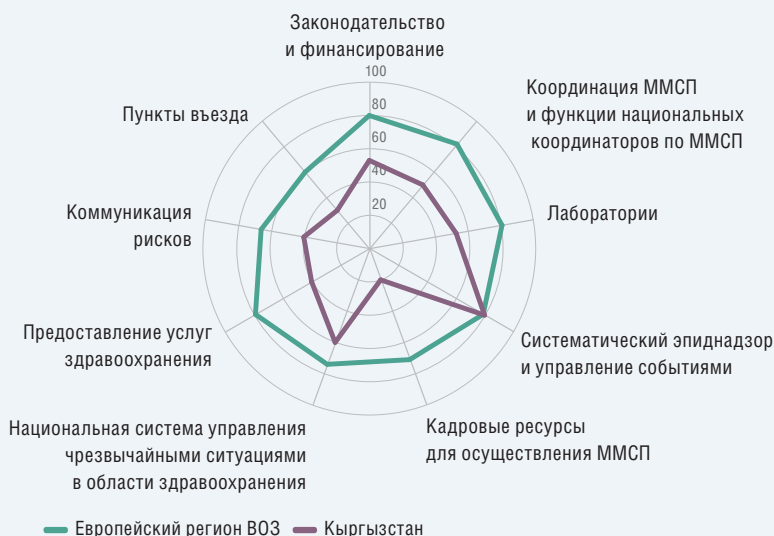 Законодательство
и финансирование
100
80
60
40
20
Координация ММСП
и функции национальных
координаторов по ММСП
Лаборатории
Систематический эпиднадзор
и управление событиями
Кадровые ресурсы
для осуществления ММСП
Национальная система управления
чрезвычайными ситуациями
в области здравоохранения
Предоставление услуг
здравоохранения
Коммуникация
рисков
Пункты въезда
Европейский регион ВОЗ
Кыргызстан